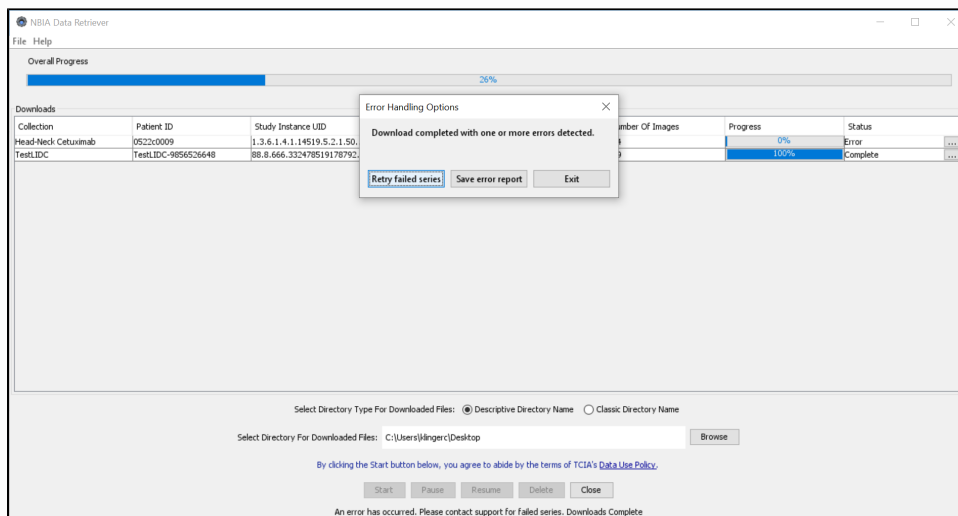 NBIA Data Retriever
File Help
Overall Progress
26%
Error Handling Options
Download completed with one or more errors detected.
Retry failed series Save error report Exit
Downloads
Collection Patient ID Study Instance UID Of Images Progress Status
Head-Neck Cetuximab 0522c0009 1.3.6.1.4.1.14519.5.2.1.50. 0% Error ...
TestLIDC TestLIDC-9856526648 88.8.666.332478519178792. 100% Complete ...
Select Directory Type For Downloaded Files: Descriptive Directory Name Classic Directory Name
Select Directory For Downloaded Files: C:\Users\klingerc\Desktop Browse
By clicking the Start button below, you agree to abide by the terms of TCIA's Data Use Policy.
Start Pause Resume Delete Close
An error has occurred. Please contact support for failed series. Downloads Complete